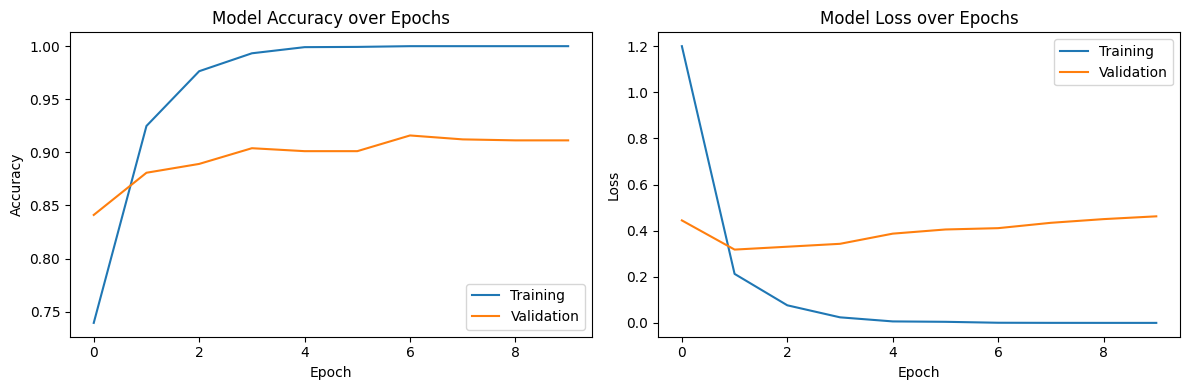 Model Accuracy over Epochs
1.00
0.95
0.90
0.85
0.80
0.75
Accuracy
Training
Validation
0 2 4 6 8
Epoch
Model Loss over Epochs
1.2
1.0
0.8
0.6
0.4
0.2
0.0
Loss
Training
Validation
0 2 4 6 8
Epoch